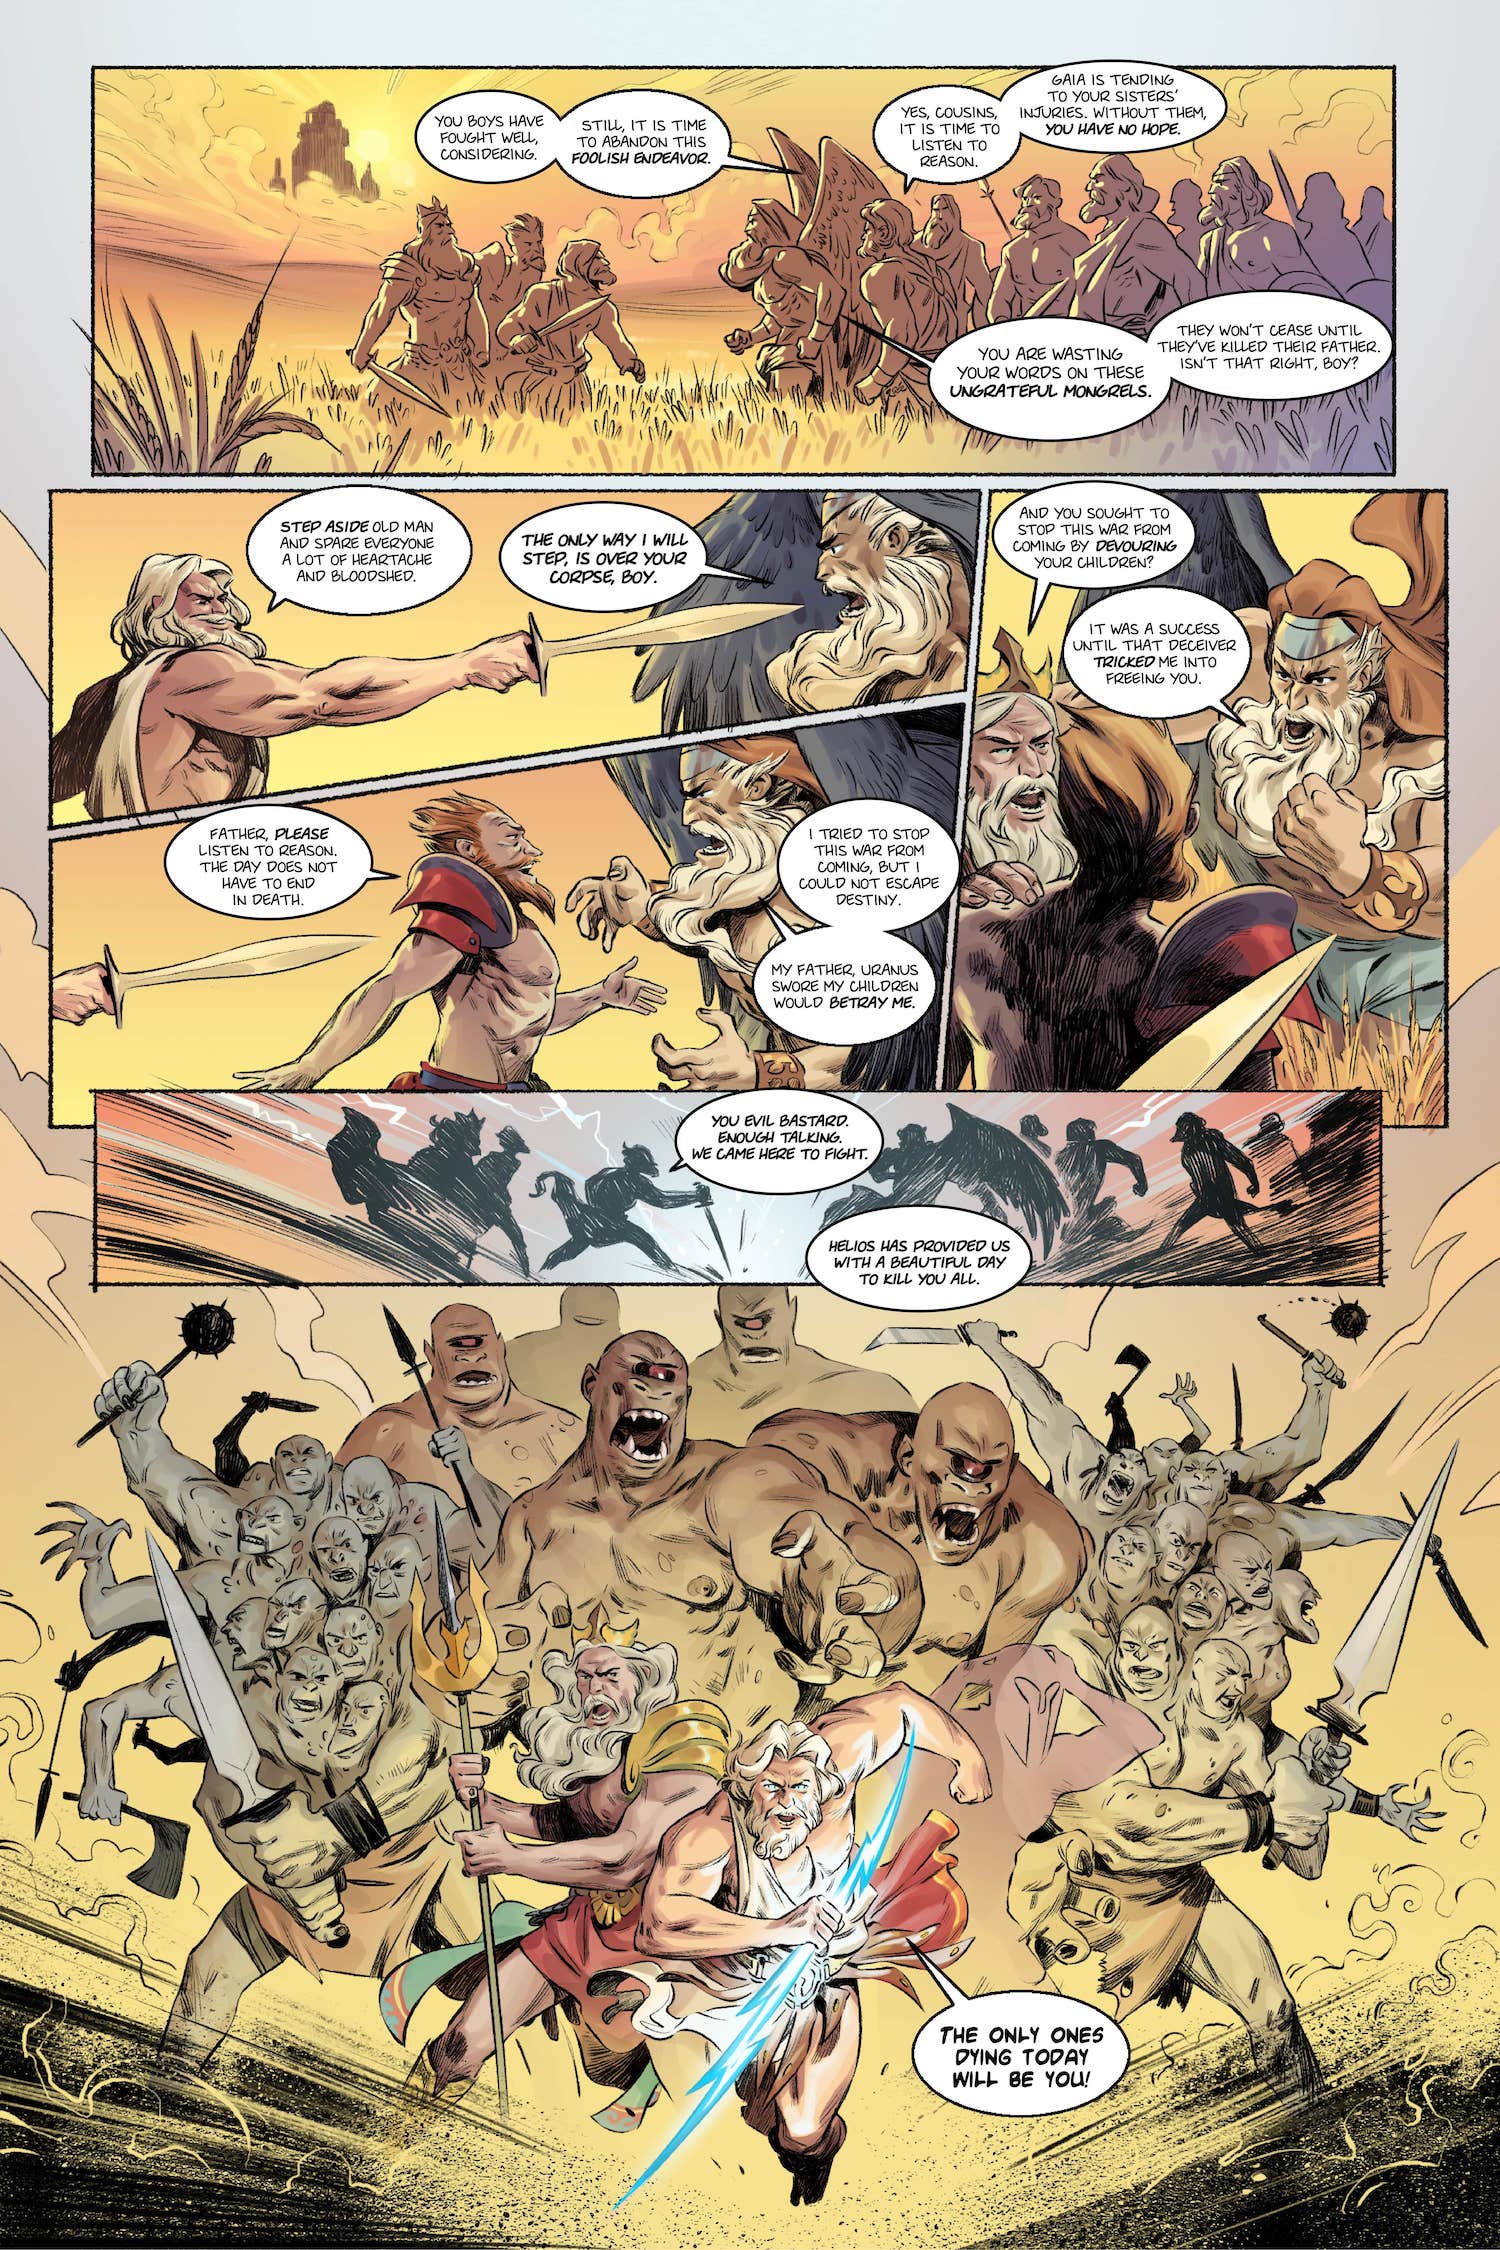 YOU BOYS HAVE
FOUGHT WELL,
CONSIDERING.
STILL, IT IS TIME
TO ABANDON THIS
FOOLISH ENDEAVOR.
YES, COUSINS,
IT IS TIME TO
LISTEN TO
REASON.
GAIA IS TENDING
TO YOUR SISTERS'
INJURIES. WITHOUT THEM,
YOU HAVE NO HOPE.
YOU ARE WASTING
YOUR WORDS ON THESE
UNGRATEFUL MONGRELS.
THEY WON'T CEASE UNTIL
THEY'VE KILLED THEIR FATHER.
ISN'T THAT RIGHT, BOY?
STEP ASIDE OLD MAN
AND SPARE EVERYONE
A LOT OF HEARTACHE
AND BLOODSHED.
THE ONLY WAY I WILL
STEP, IS OVER YOUR
CORPSE, BOY.
FATHER, PLEASE
LISTEN TO REASON.
THE DAY DOES NOT
HAVE TO END
IN DEATH.
I TRIED TO STOP
THIS WAR FROM
COMING, BUT I
COULD NOT ESCAPE
DESTINY.
MY FATHER, URANUS
SWORE MY CHILDREN
WOULD BETRAY ME.
AND YOU SOUGHT TO
STOP THIS WAR FROM
COMING BY DEVOURING
YOUR CHILDREN?
IT WAS A SUCCESS
UNTIL THAT DECEIVER
TRICKED ME INTO
FREEING YOU.
YOU EVIL BASTARD.
ENOUGH TALKING.
WE CAME HERE TO FIGHT.
HELIOS HAS PROVIDED US
WITH A BEAUTIFUL DAY
TO KILL YOU ALL.
THE ONLY ONES
DYING TODAY
WILL BE YOU!